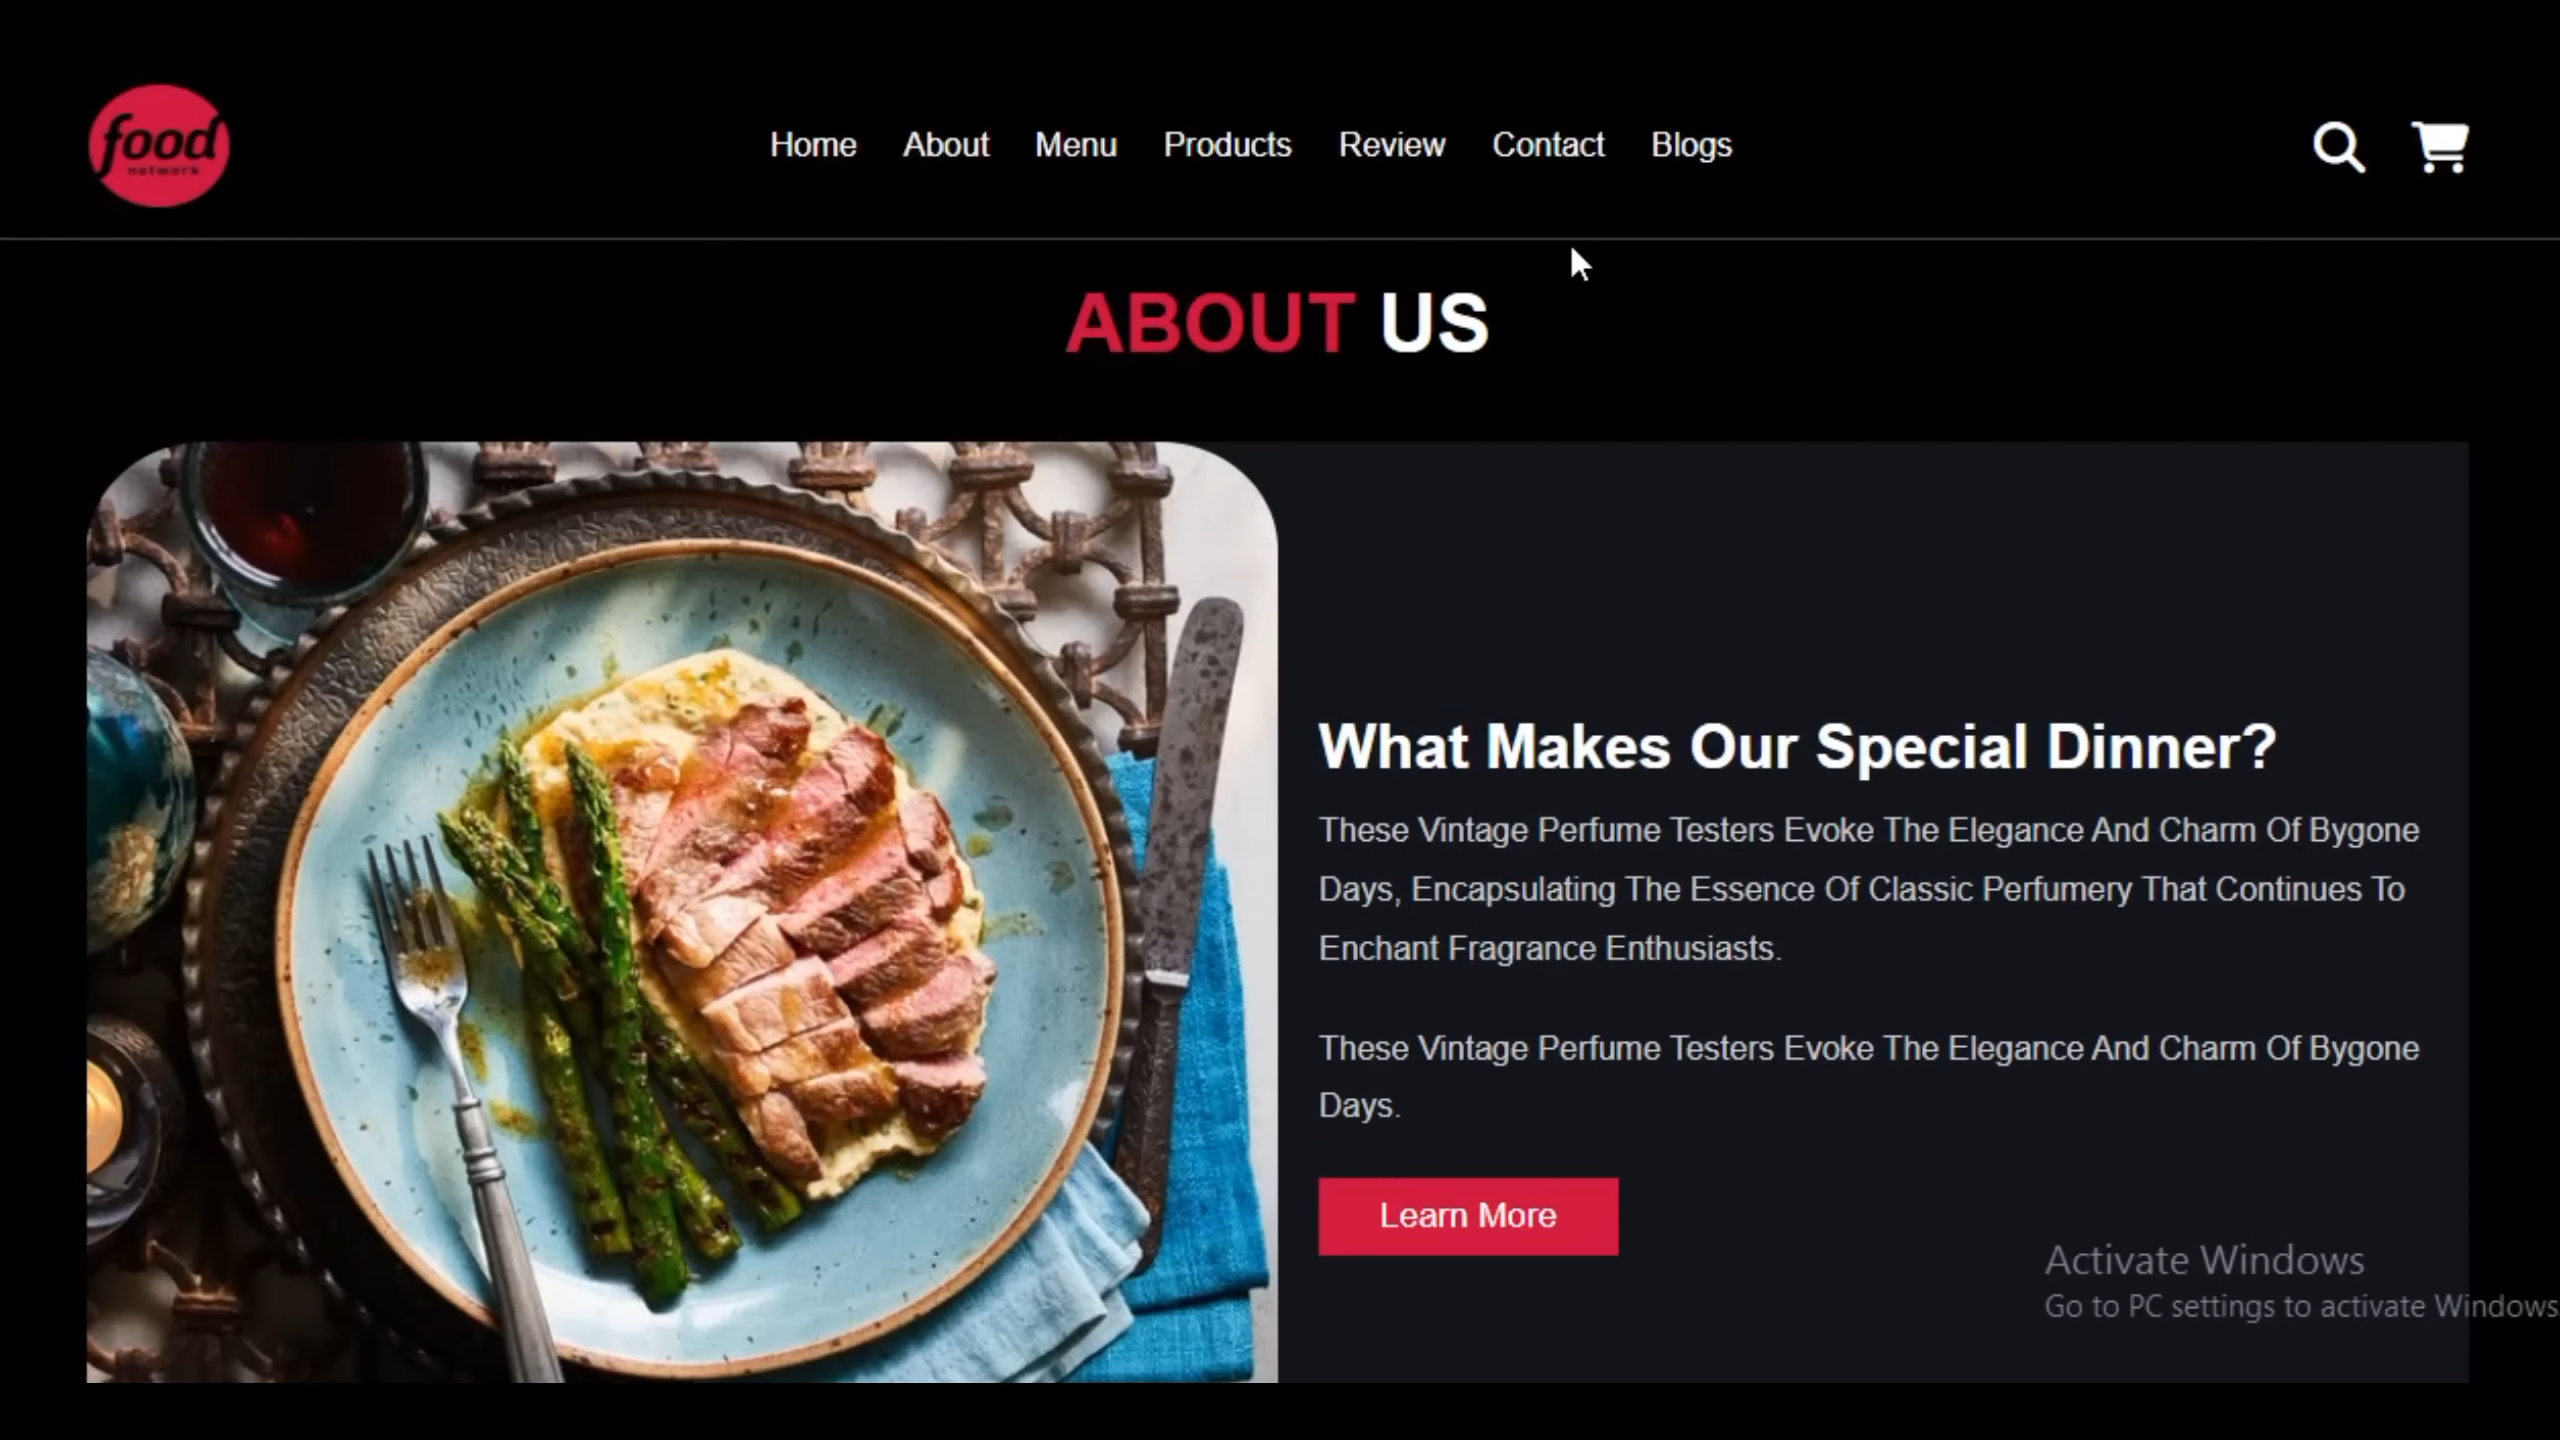 food
network
Home About Menu Products Review Contact Blogs
ABOUT US
What Makes Our Special Dinner?
These Vintage Perfume Testers Evoke The Elegance And Charm Of Bygone
Days, Encapsulating The Essence Of Classic Perfumery That Continues To
Enchant Fragrance Enthusiasts.
These Vintage Perfume Testers Evoke The Elegance And Charm Of Bygone
Days.
Learn More
Activate Windows
Go to PC settings to activate Windows